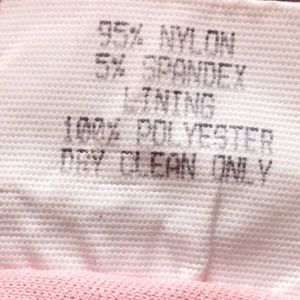 95% NYLON
5% SPANDEX
LINING
100% POLYESTER
DRY CLEAN ONLY